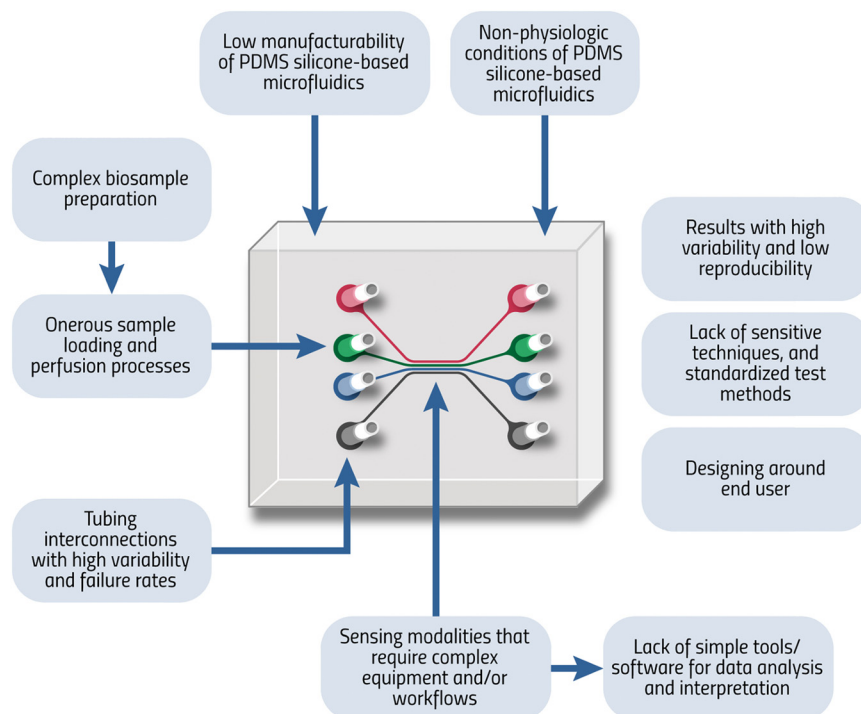 Low manufacturability
of PDMS silicone-based
microfluidics
Non-physiologic
conditions of PDMS
silicone-based
microfluidics
Complex biosample
preparation
Onerous sample
loading and
perfusion processes
Tubing
interconnections
with high variability
and failure rates
Results with high
variability and low
reproducibility
Lack of sensitive
techniques, and
standardized test
methods
Designing around
end user
Sensing modalities that
require complex
equipment and/or
workflows
Lack of simple tools/
software for data analysis
and interpretation